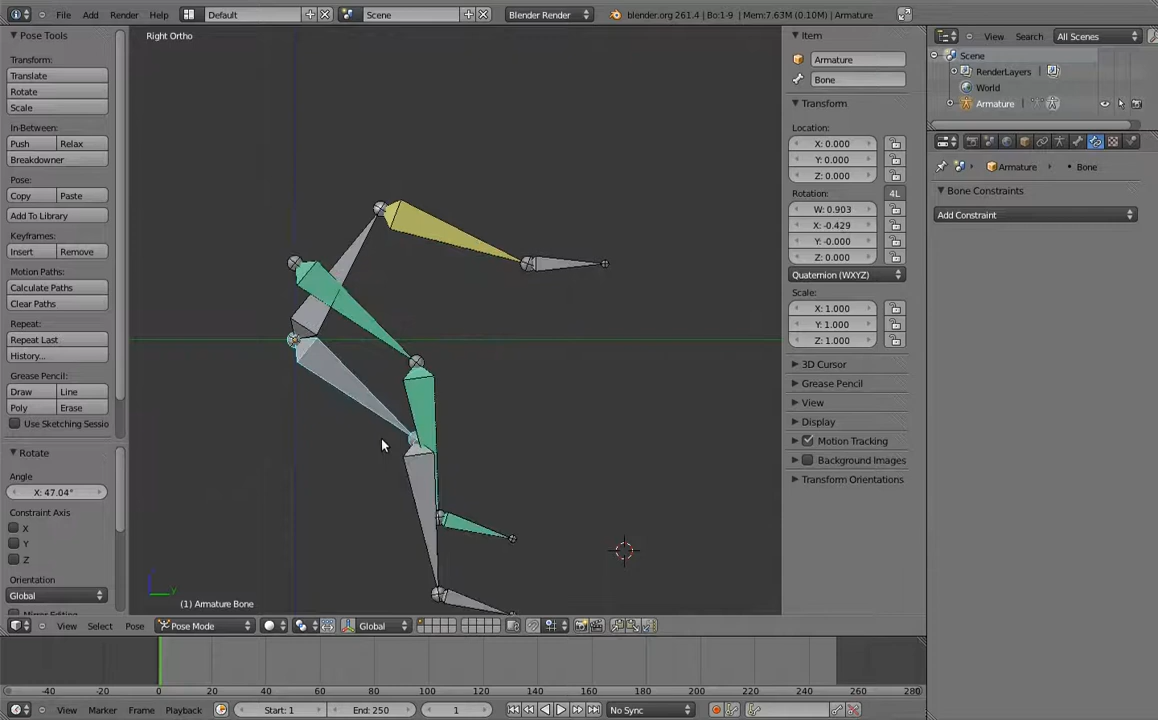 File Add Render Help Default Scene Blender Render blender.org 261.4 | Bo:1-9 | Mem:7.63M (0.10M) | Armature
Pose Tools
Transform:
Translate
Rotate
Scale
In-Between:
Push Relax
Breakdowner
Pose:
Copy Paste
Add To Library
Keyframes:
Insert Remove
Motion Paths:
Calculate Paths
Clear Paths
Repeat:
Repeat Last
History...
Grease Pencil:
Draw Line
Poly Erase
Use Sketching Sessio
Rotate
Angle
X: 47.04°
Constraint Axis
X
Y
Z
Orientation
Global
Right Ortho
(1) Armature Bone
View Select Pose Pose Mode Global
Item
Armature
Bone
Transform
Location:
X: 0.000
Y: 0.000
Z: 0.000
Rotation:
4L
W: 0.903
X: -0.429
Y: -0.000
Z: 0.000
Quaternion (WXYZ)
Scale:
X: 1.000
Y: 1.000
Z: 1.000
3D Cursor
Grease Pencil
View
Display
Motion Tracking
Background Images
Transform Orientations
View Search All Scenes
Scene
RenderLayers
World
Armature
Armature Bone
Bone Constraints
Add Constraint
-40 -20 0 20 40 60 80 100 120 140 160 180 200 220 240 260 280
View Marker Frame Playback Start: 1 End: 250 1 No Sync